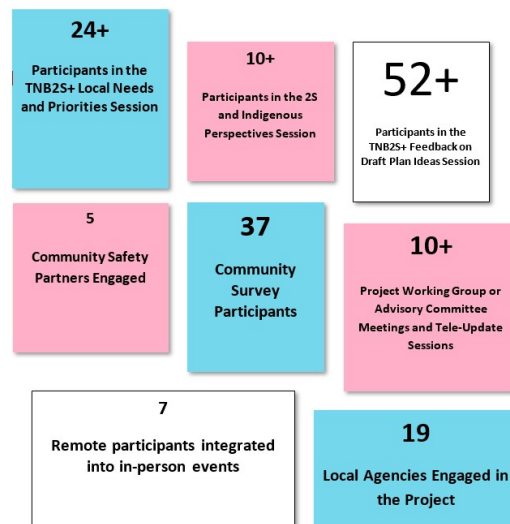 24+
Participants in the
TNB2S+ Local Needs
and Priorities Session
10+
Participants in the 2S
and Indigenous
Perspectives Session
52+
Participants in the
TNB2S+ Feedback on
Draft Plan Ideas Session
5
Community Safety
Partners Engaged
37
Community
Survey
Participants
10+
Project Working Group or
Advisory Committee
Meetings and Tele-Update
Sessions
7
Remote participants integrated
into in-person events
19
Local Agencies Engaged in
the Project